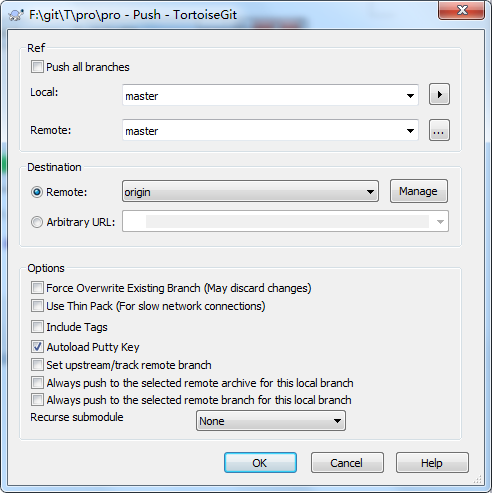 F:\git\T\pro\pro - Push - TortoiseGit
Ref
Push all branches
Local: master
Remote: master ...
Destination
Remote: origin Manage
Arbitrary URL:
Options
Force Overwrite Existing Branch (May discard changes)
Use Thin Pack (For slow network connections)
Include Tags
Autoload Putty Key
Set upstream/track remote branch
Always push to the selected remote archive for this local branch
Always push to the selected remote branch for this local branch
Recurse submodule None
OK Cancel Help